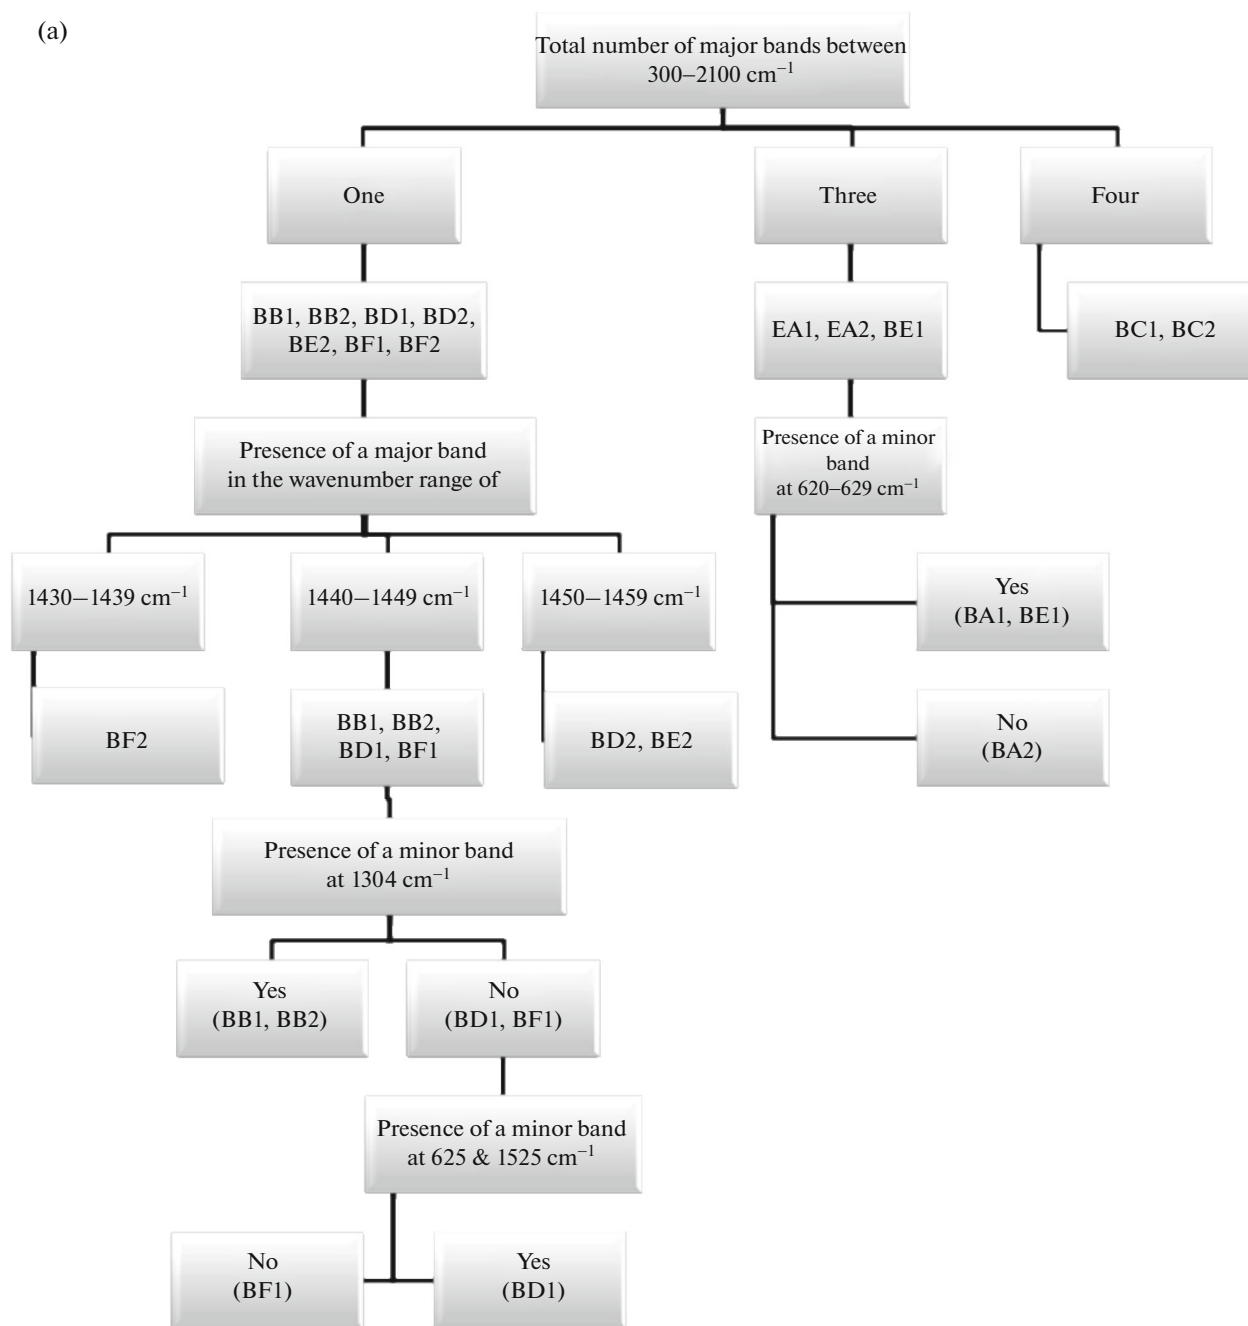 (a)
Total number of major bands between
300–2100 cm⁻¹
One
Three
Four
BB1, BB2, BD1, BD2,
BE2, BF1, BF2
EA1, EA2, BE1
BC1, BC2
Presence of a major band
in the wavenumber range of
Presence of a minor
band
at 620–629 cm⁻¹
1430–1439 cm⁻¹
1440–1449 cm⁻¹
1450–1459 cm⁻¹
Yes
(BA1, BE1)
BF2
BB1, BB2,
BD1, BF1
BD2, BE2
No
(BA2)
Presence of a minor band
at 1304 cm⁻¹
Yes
(BB1, BB2)
No
(BD1, BF1)
Presence of a minor band
at 625 & 1525 cm⁻¹
No
(BF1)
Yes
(BD1)